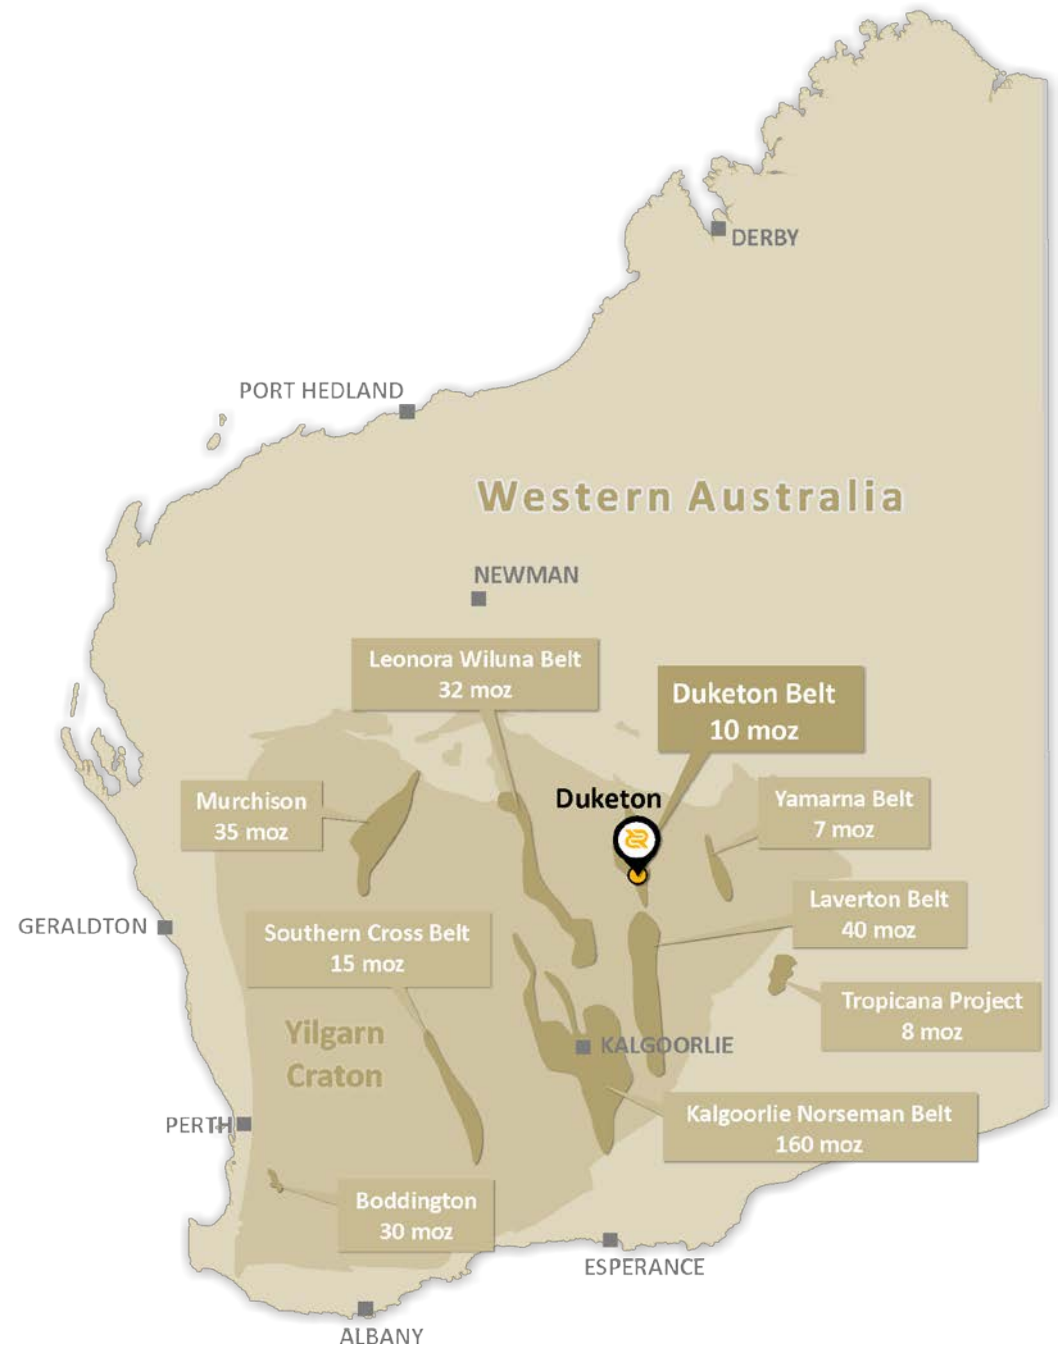 DERBY
PORT HEDLAND
Western Australia
NEWMAN
Leonora Wiluna Belt
32 moz
Duketon Belt
10 moz
Murchison
35 moz
Duketon
Yamarna Belt
7 moz
Laverton Belt
40 moz
GERALDTON
Southern Cross Belt
15 moz
Tropicana Project
8 moz
Yilgarn
Craton
KALGOORLIE
PERTH
Kalgoorlie Norseman Belt
160 moz
Boddington
30 moz
ESPERANCE
ALBANY